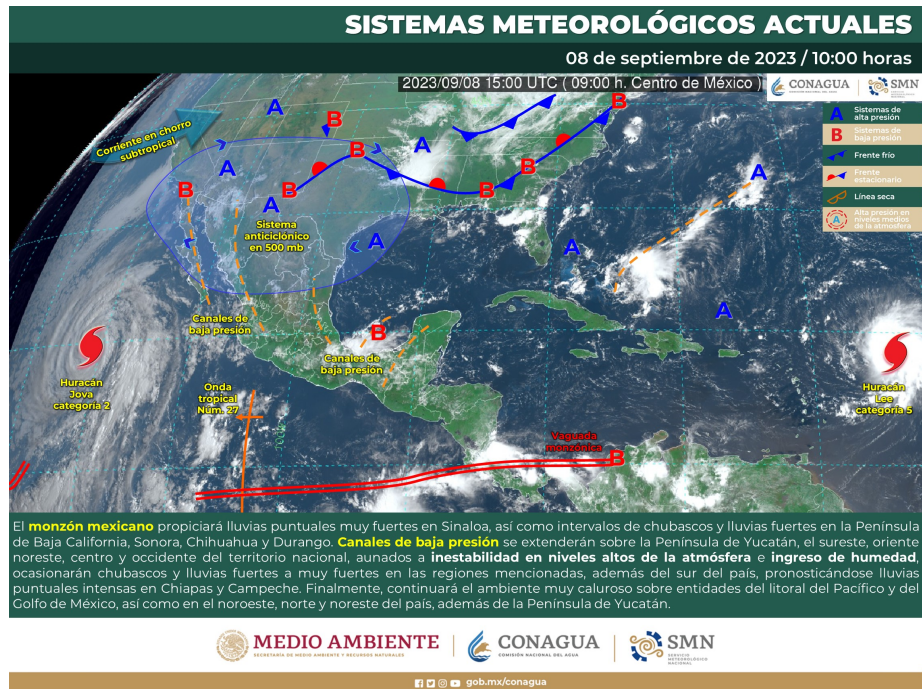 SISTEMAS METEOROLÓGICOS ACTUALES
08 de septiembre de 2023 / 10:00 horas
2023/09/08 15:00 UTC ( 09:00 h. Centro de México )
CONAGUA
COMISIÓN NACIONAL DEL AGUA
SMN
SERVICIO
METEOROLÓGICO
NACIONAL
A Sistemas de
alta presión
B Sistemas de
baja presión
Frente frío
Frente
estacionario
Línea seca
A Alta presión en
niveles medios
de la atmosfera
Corriente en chorro
subtropical
A
B
B
A
B
A
A
B
B
A
B
B
A
Sistema
anticiclónico
en 500 mb
A
A
A
Canales de
baja presión
B
Canales de
baja presión
Huracán
Jova
categoría 2
Onda
tropical
Núm. 27
Huracán
Lee
categoría 5
Vaguada
monzónica
B
El monzón mexicano propiciará lluvias puntuales muy fuertes en Sinaloa, así como intervalos de chubascos y lluvias fuertes en la Península
de Baja California, Sonora, Chihuahua y Durango. Canales de baja presión se extenderán sobre la Península de Yucatán, el sureste, oriente
noreste, centro y occidente del territorio nacional, aunados a inestabilidad en niveles altos de la atmósfera e ingreso de humedad,
ocasionarán chubascos y lluvias fuertes a muy fuertes en las regiones mencionadas, además del sur del país, pronosticándose lluvias
puntuales intensas en Chiapas y Campeche. Finalmente, continuará el ambiente muy caluroso sobre entidades del litoral del Pacífico y del
Golfo de México, así como en el noroeste, norte y noreste del país, además de la Península de Yucatán.
MEDIO AMBIENTE
SECRETARÍA DE MEDIO AMBIENTE Y RECURSOS NATURALES
CONAGUA
COMISIÓN NACIONAL DEL AGUA
SMN
SERVICIO
METEOROLÓGICO
NACIONAL
gob.mx/conagua